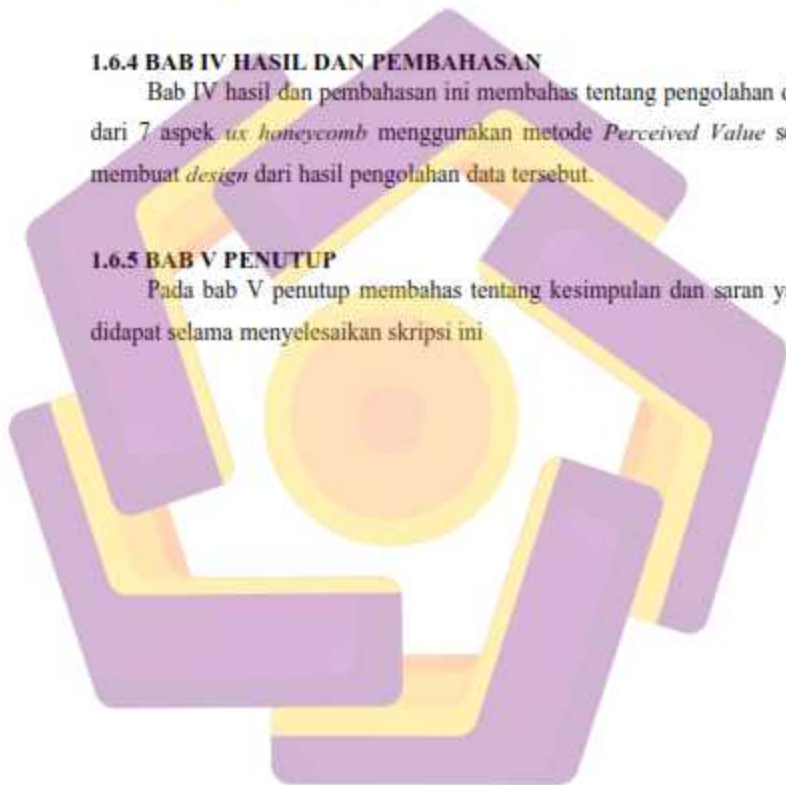 1.6.4 BAB IV HASIL DAN PEMBAHASAN
Bab IV hasil dan pembahasan ini membahas tentang pengolahan
dari 7 aspek ux honeycomb menggunakan metode Perceived Value
membuat design dari hasil pengolahan data tersebut.
1.6.5 BAB V PENUTUP
Pada bab V penutup membahas tentang kesimpulan dan saran
didapat selama menyelesaikan skripsi ini